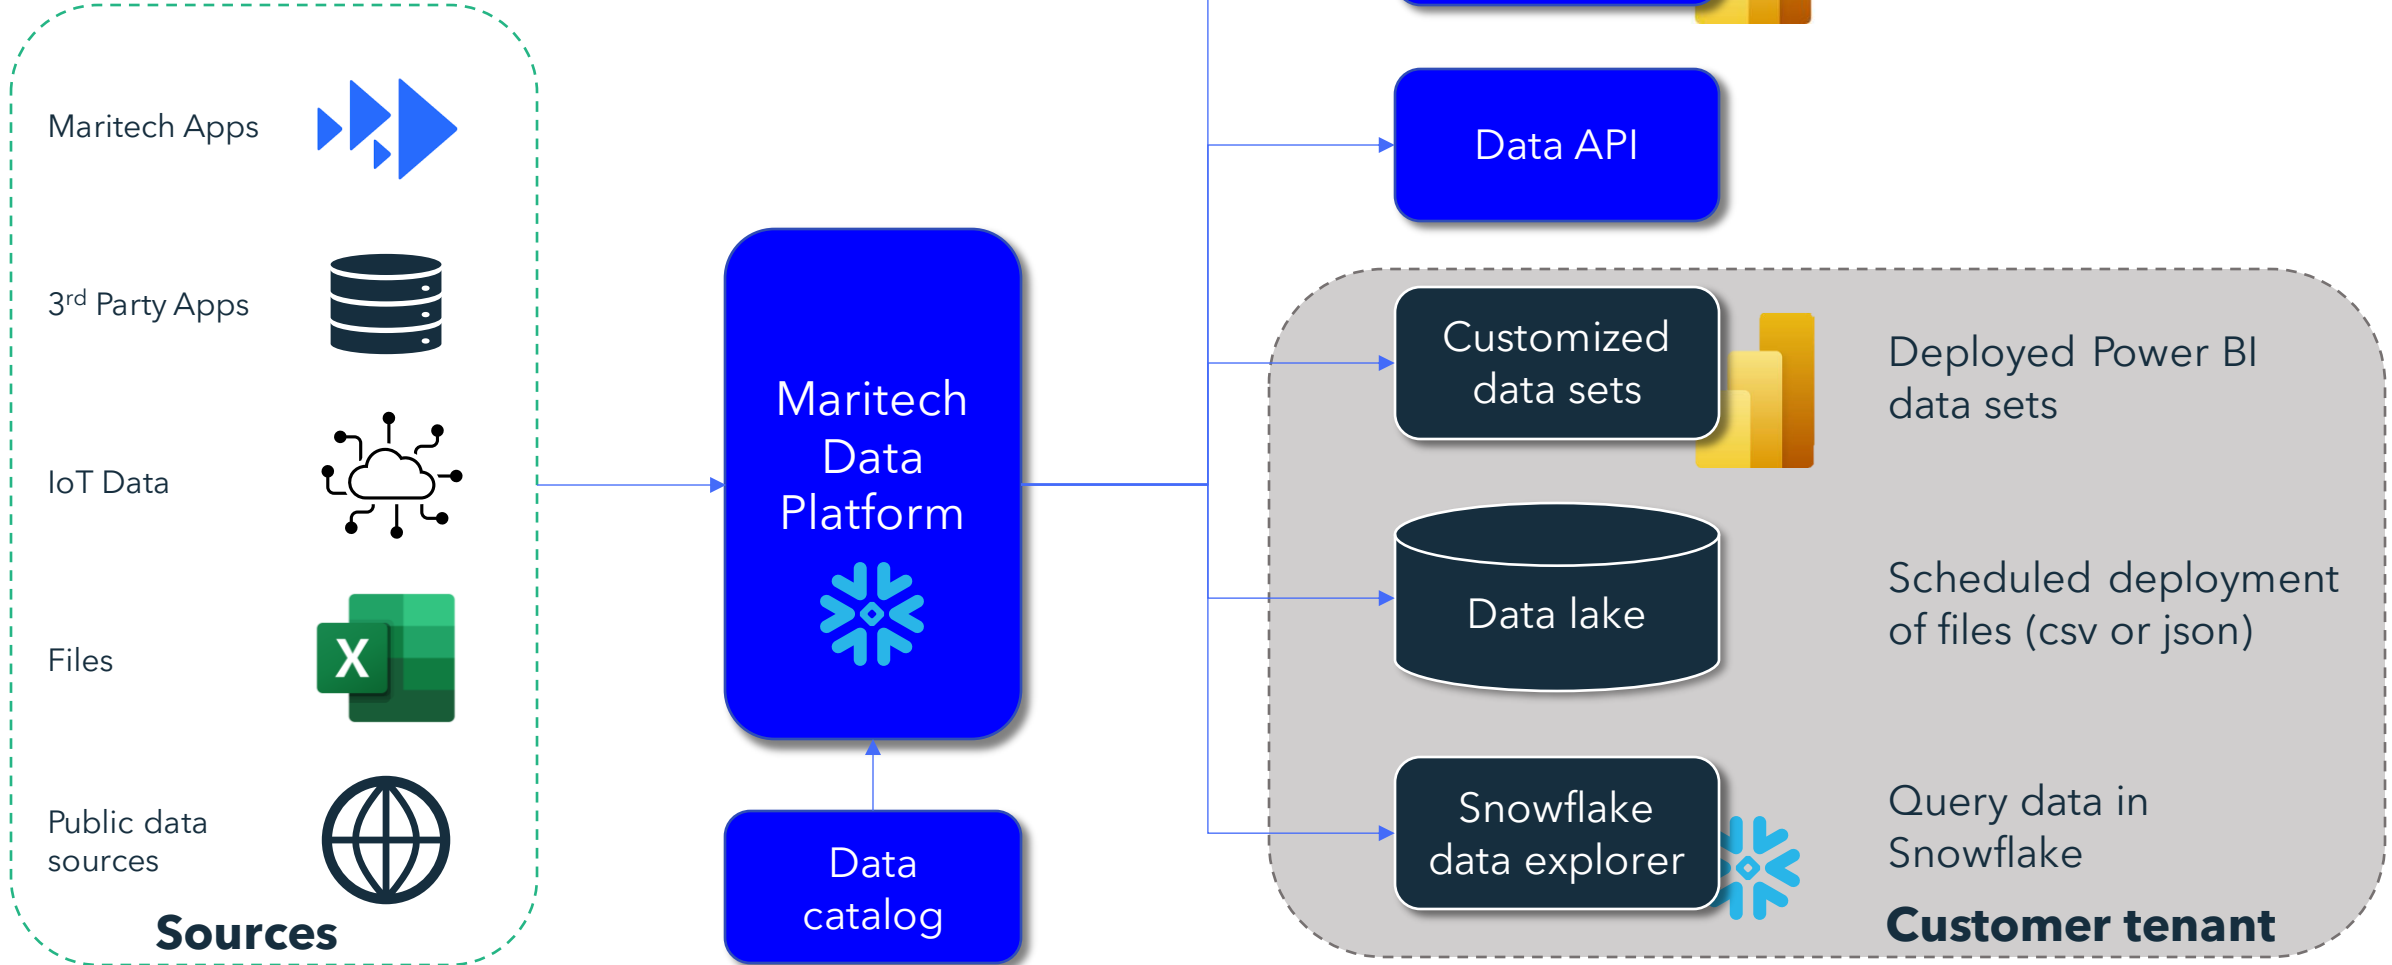 Maritech Apps
3rd Party Apps
IoT Data
Files
X
Public data
sources
Sources
Maritech
Data
Platform
Data
catalog
Data API
Customized
data sets
Deployed Power BI
data sets
Data lake
Scheduled deployment
of files (csv or json)
Snowflake
data explorer
Query data in
Snowflake
Customer tenant